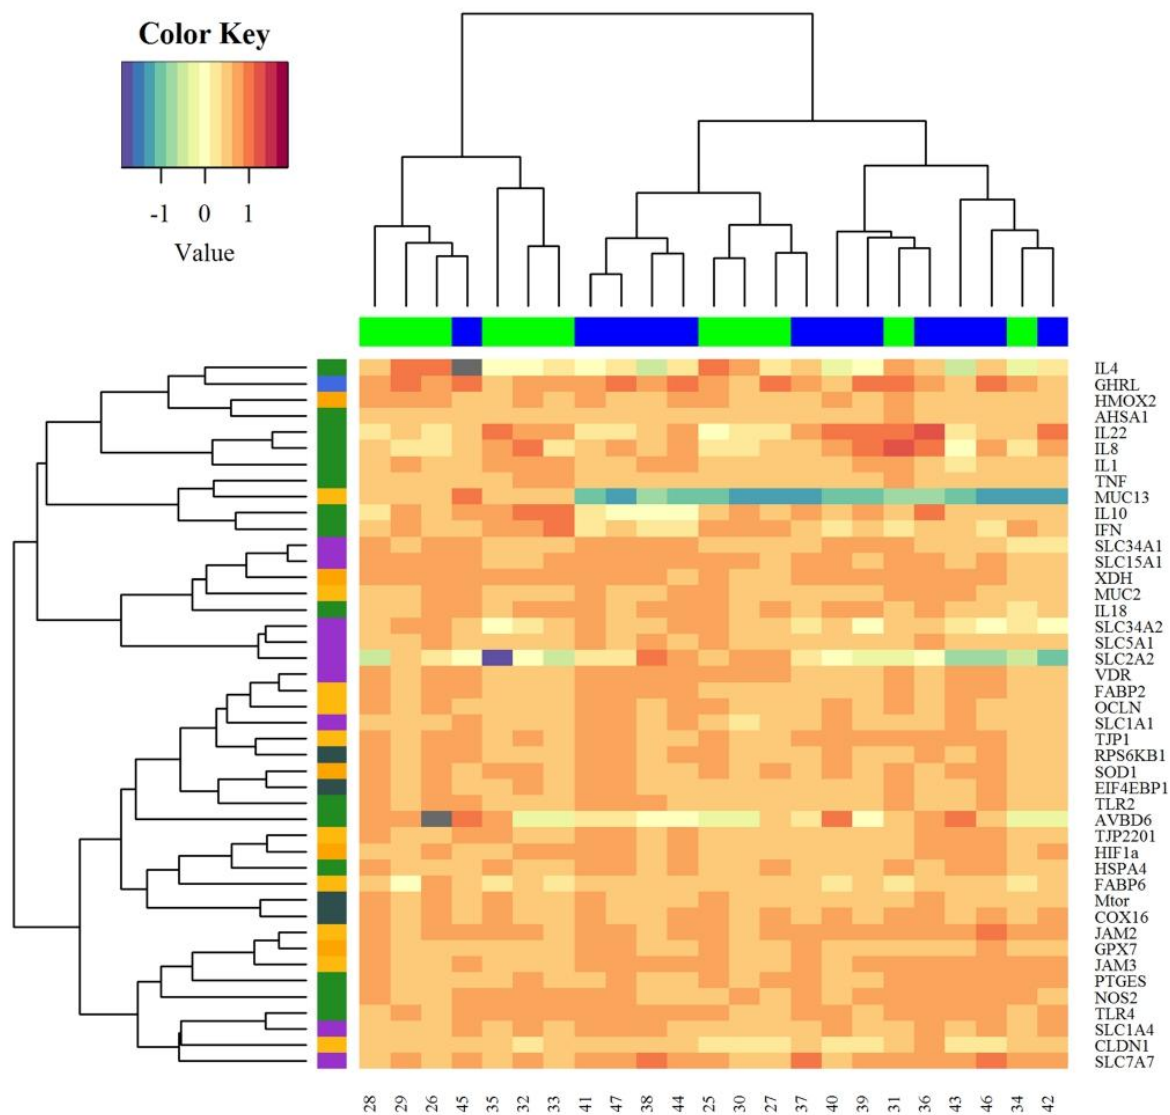 Color Key
-1 0 1
Value
IL4
GHRL
HMOX2
AHSA1
IL22
IL8
IL1
TNF
MUC13
IL10
IFN
SLC34A1
SLC15A1
XDH
MUC2
IL18
SLC34A2
SLC5A1
SLC2A2
VDR
FABP2
OCLN
SLC1A1
TJP1
RPS6KB1
SOD1
EIF4EBP1
TLR2
AVBD6
TJP2201
HIF1a
HSPA4
FABP6
Mtor
COX16
JAM2
GPX7
JAM3
PTGES
NOS2
TLR4
SLC1A4
CLDN1
SLC7A7
28 29 26 45 35 32 33 41 47 38 44 25 30 27 37 40 39 31 36 43 46 34 42